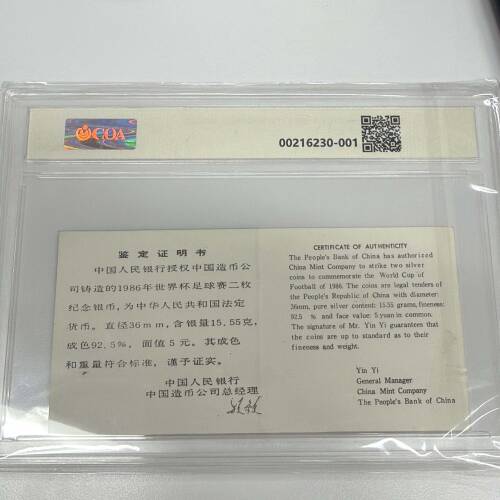 COA
00216230-001
鉴定证明书
中国人民银行授权中国造币公
司铸造的1986年世界杯足球赛二枚
纪念银币,为中华人民共和国法定
货币。直径36mm,含银量15.55克,
成色92.5%,面值5元。其成色
和重量符合标准,谨予证实。
中国人民银行
中国造币公司总经理
CERTIFICATE OF AUTHENTICITY
The People's Bank of China has authorized
China Mint Company to strike two silver
coins to commemorate the World Cup of
Football of 1986. The coins are legal tenders of
the People's Republic of China with diameter:
36mm, pure silver content: 15.55 grams, fineness:
92.5 % and face value: 5 yuan in common.
The signature of Mr. Yin Yi guarantees that
the coins are up to standard as to their
fineness and weight.
Yin Yi
General Manager
China Mint Company
The People's Bank of China